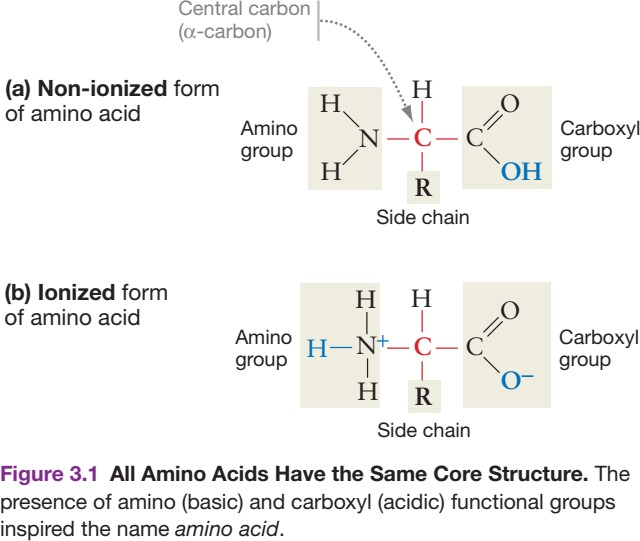 Central carbon
(α-carbon)
(a) Non-ionized form
of amino acid
Amino
group
H
H
N
C
H
R
C
O
OH
Carboxyl
group
Side chain
(b) Ionized form
of amino acid
Amino
group
H
H
N+
H
H
C
R
C
O
O−
Carboxyl
group
Side chain
Figure 3.1 All Amino Acids Have the Same Core Structure. The
presence of amino (basic) and carboxyl (acidic) functional groups
inspired the name amino acid.